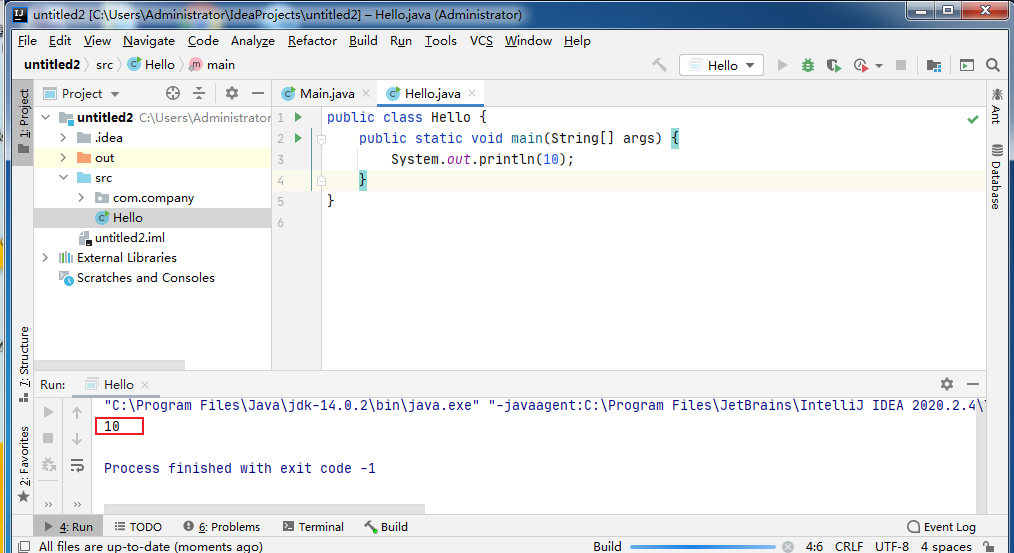 untitled2 [C:\Users\Administrator\IdeaProjects\untitled2] – Hello.java (Administrator)
File Edit View Navigate Code Analyze Refactor Build Run Tools VCS Window Help
untitled2 src Hello main
Hello
1: Project
Project
untitled2 C:\Users\Administrator
.idea
out
src
com.company
Hello
untitled2.iml
External Libraries
Scratches and Consoles
Main.java Hello.java
1 public class Hello {
2 public static void main(String[] args) {
3 System.out.println(10);
4 }
5 }
6
Ant
Database
7: Structure
2: Favorites
Run: Hello
"C:\Program Files\Java\jdk-14.0.2\bin\java.exe" "-javaagent:C:\Program Files\JetBrains\IntelliJ IDEA 2020.2.4\
10
Process finished with exit code -1
4: Run TODO 6: Problems Terminal Build Event Log
All files are up-to-date (moments ago) Build 4:6 CRLF UTF-8 4 spaces